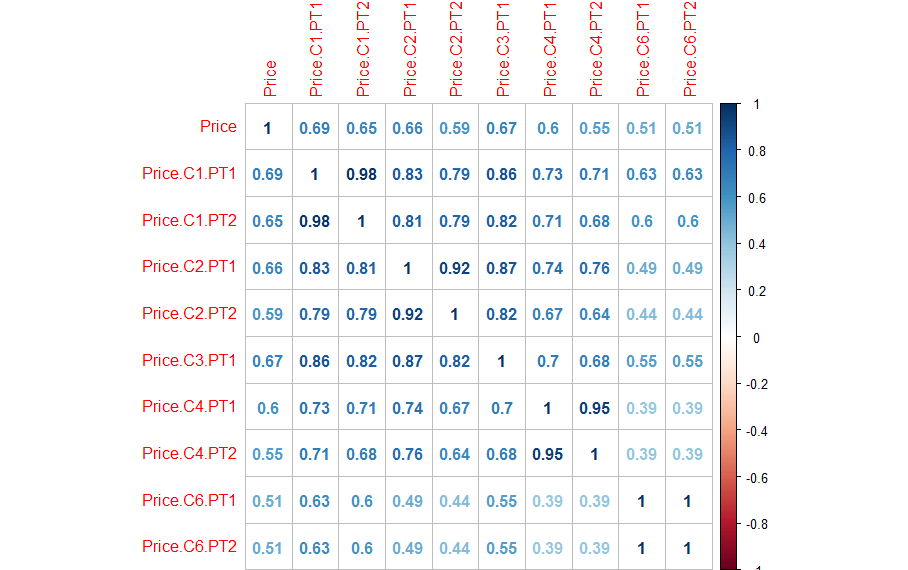 Price Price.C1.PT1 Price.C1.PT2 Price.C2.PT1 Price.C2.PT2 Price.C3.PT1 Price.C4.PT1 Price.C4.PT2 Price.C6.PT1 Price.C6.PT2
Price 1 0.69 0.65 0.66 0.59 0.67 0.6 0.55 0.51 0.51
Price.C1.PT1 0.69 1 0.98 0.83 0.79 0.86 0.73 0.71 0.63 0.63
Price.C1.PT2 0.65 0.98 1 0.81 0.79 0.82 0.71 0.68 0.6 0.6
Price.C2.PT1 0.66 0.83 0.81 1 0.92 0.87 0.74 0.76 0.49 0.49
Price.C2.PT2 0.59 0.79 0.79 0.92 1 0.82 0.67 0.64 0.44 0.44
Price.C3.PT1 0.67 0.86 0.82 0.87 0.82 1 0.7 0.68 0.55 0.55
Price.C4.PT1 0.6 0.73 0.71 0.74 0.67 0.7 1 0.95 0.39 0.39
Price.C4.PT2 0.55 0.71 0.68 0.76 0.64 0.68 0.95 1 0.39 0.39
Price.C6.PT1 0.51 0.63 0.6 0.49 0.44 0.55 0.39 0.39 1 1
Price.C6.PT2 0.51 0.63 0.6 0.49 0.44 0.55 0.39 0.39 1 1
1
0.8
0.6
0.4
0.2
0
-0.2
-0.4
-0.6
-0.8
-1